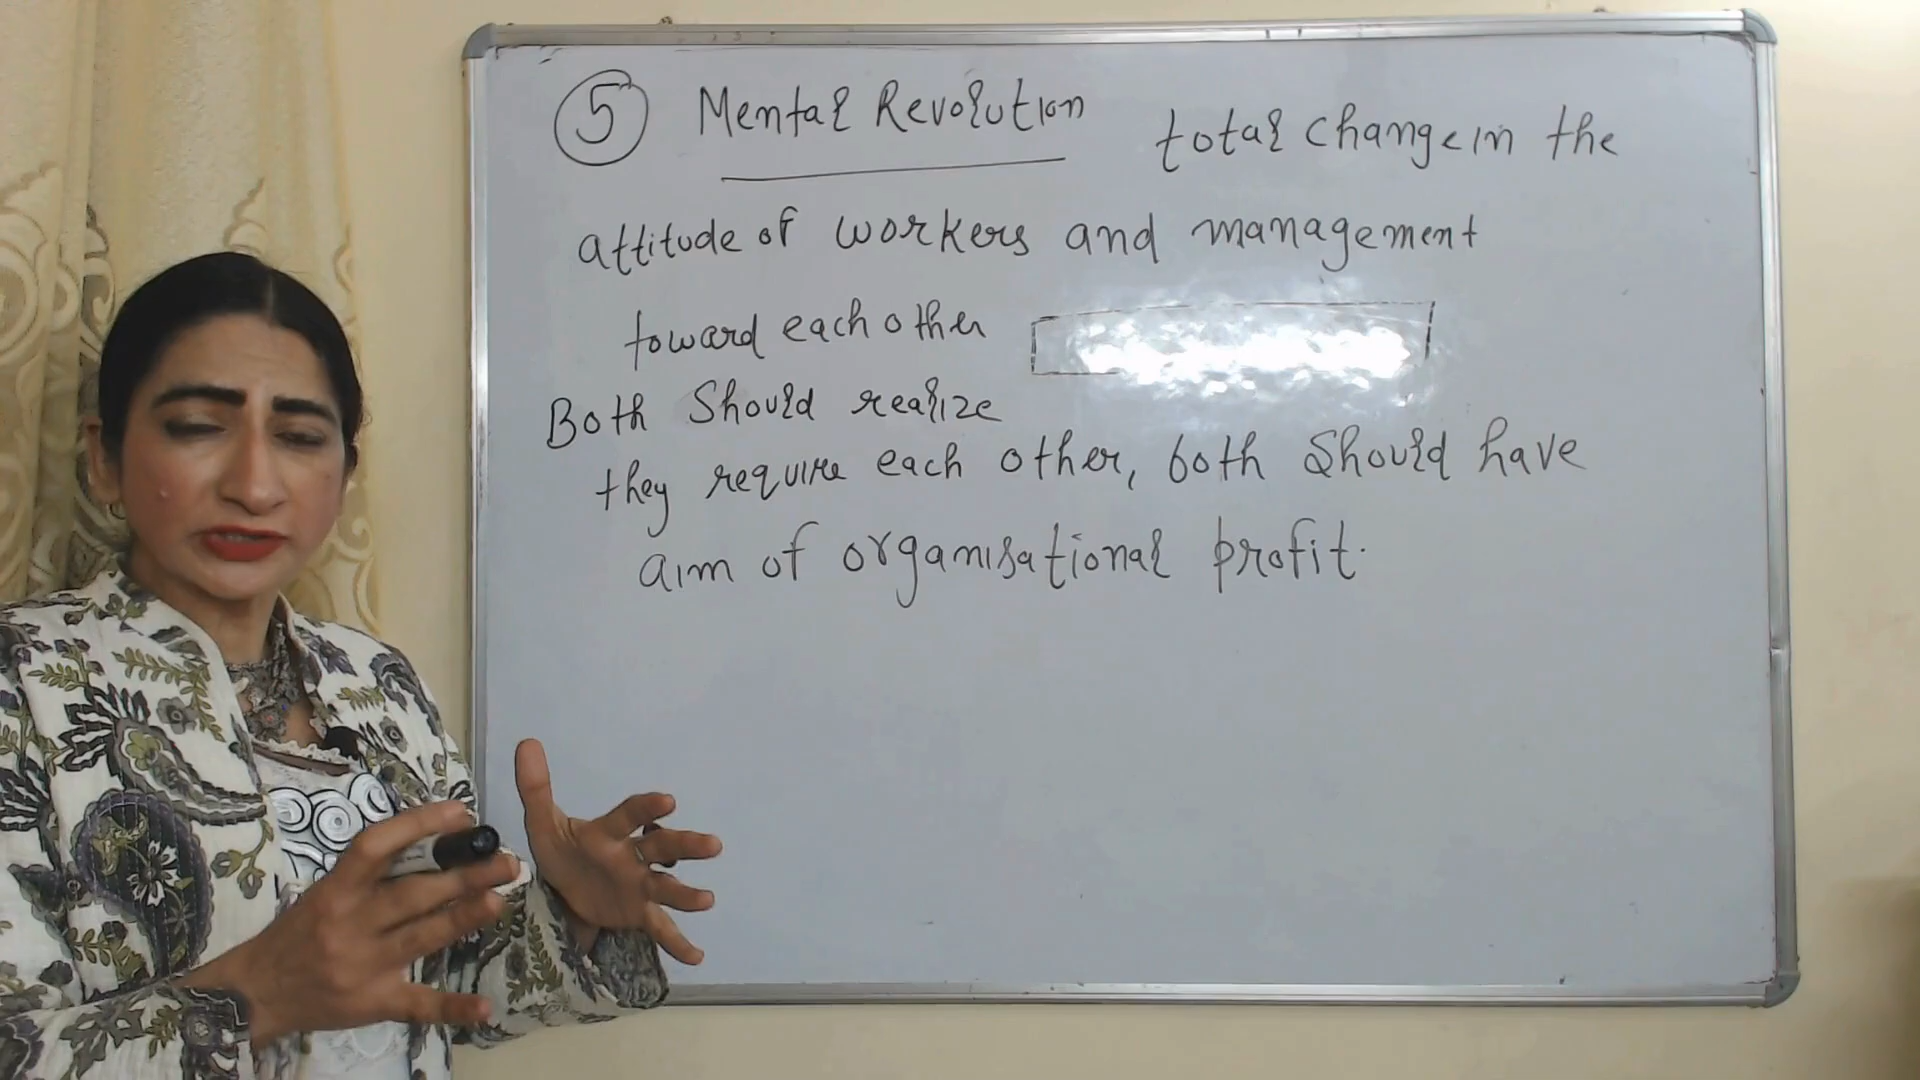 5 Mental Revolution total change in the
attitude of workers and management
toward each other
Both Should realize
they require each other, both Should have
aim of organisational profit.